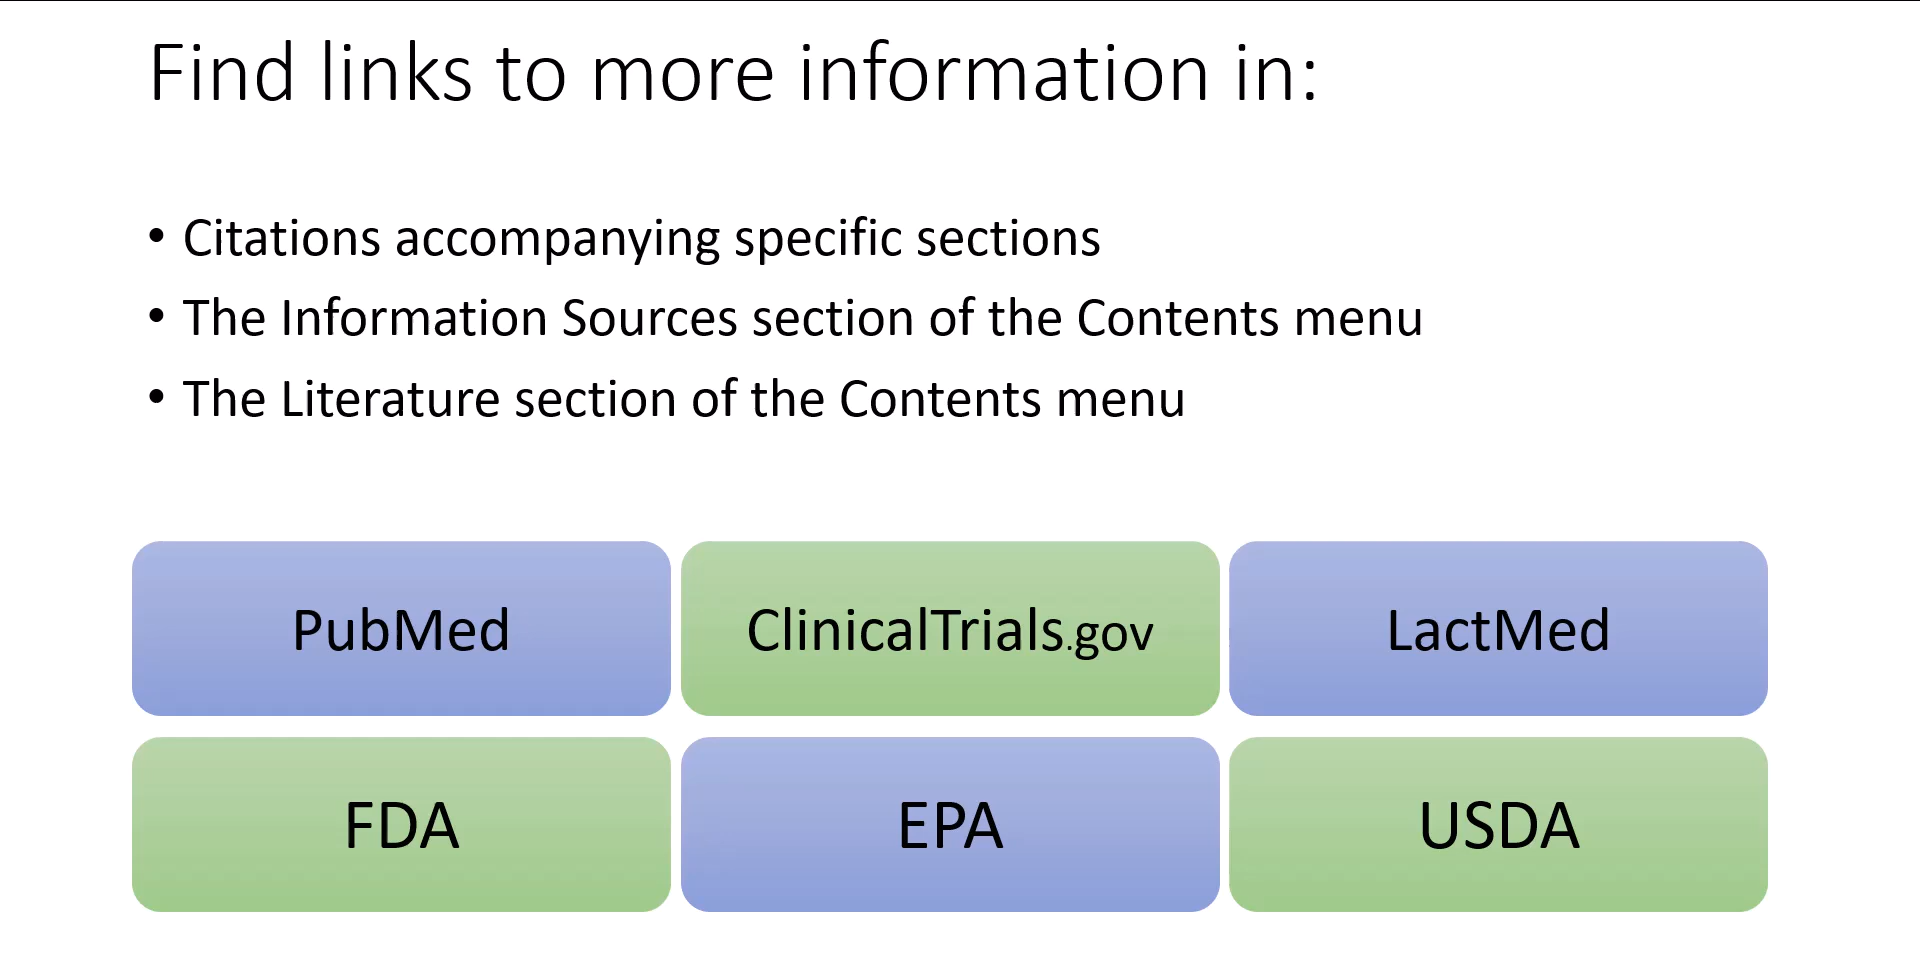 Find links to more information in:
• Citations accompanying specific sections
• The Information Sources section of the Contents menu
• The Literature section of the Contents menu
PubMed
ClinicalTrials.gov
LactMed
FDA
EPA
USDA